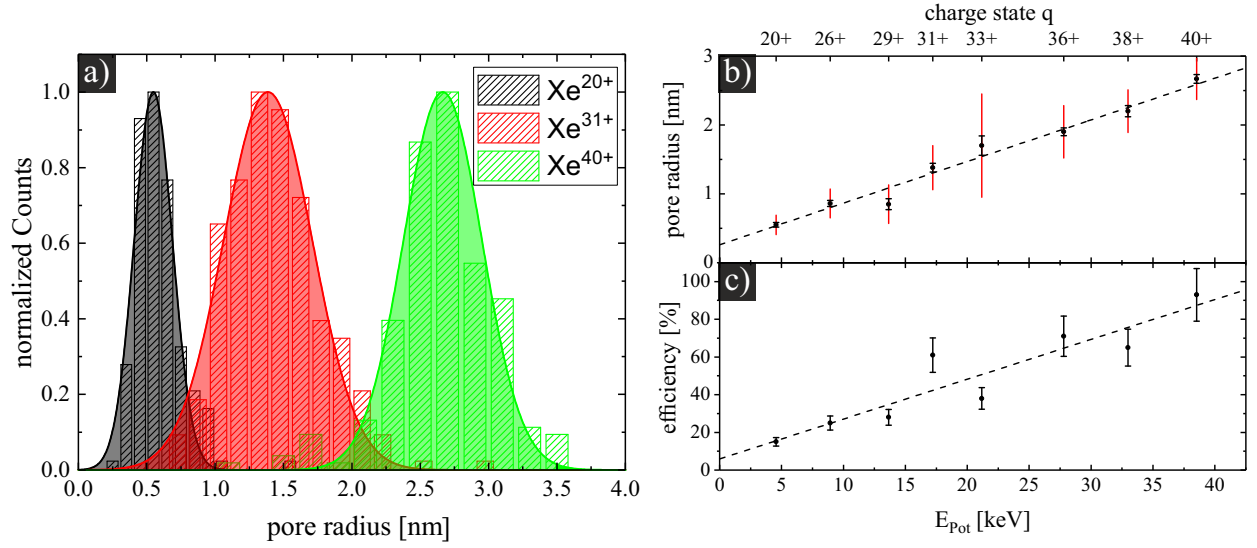 a)
normalized Counts
1.0
0.8
0.6
0.4
0.2
0.0
0.0 0.5 1.0 1.5 2.0 2.5 3.0 3.5 4.0
pore radius [nm]
Xe²⁰⁺
Xe³¹⁺
Xe⁴⁰⁺
charge state q
20+ 26+ 29+ 31+ 33+ 36+ 38+ 40+
b)
pore radius [nm]
3
2
1
0
c)
efficiency [%]
100
80
60
40
20
0
0 5 10 15 20 25 30 35 40
E_Pot [keV]